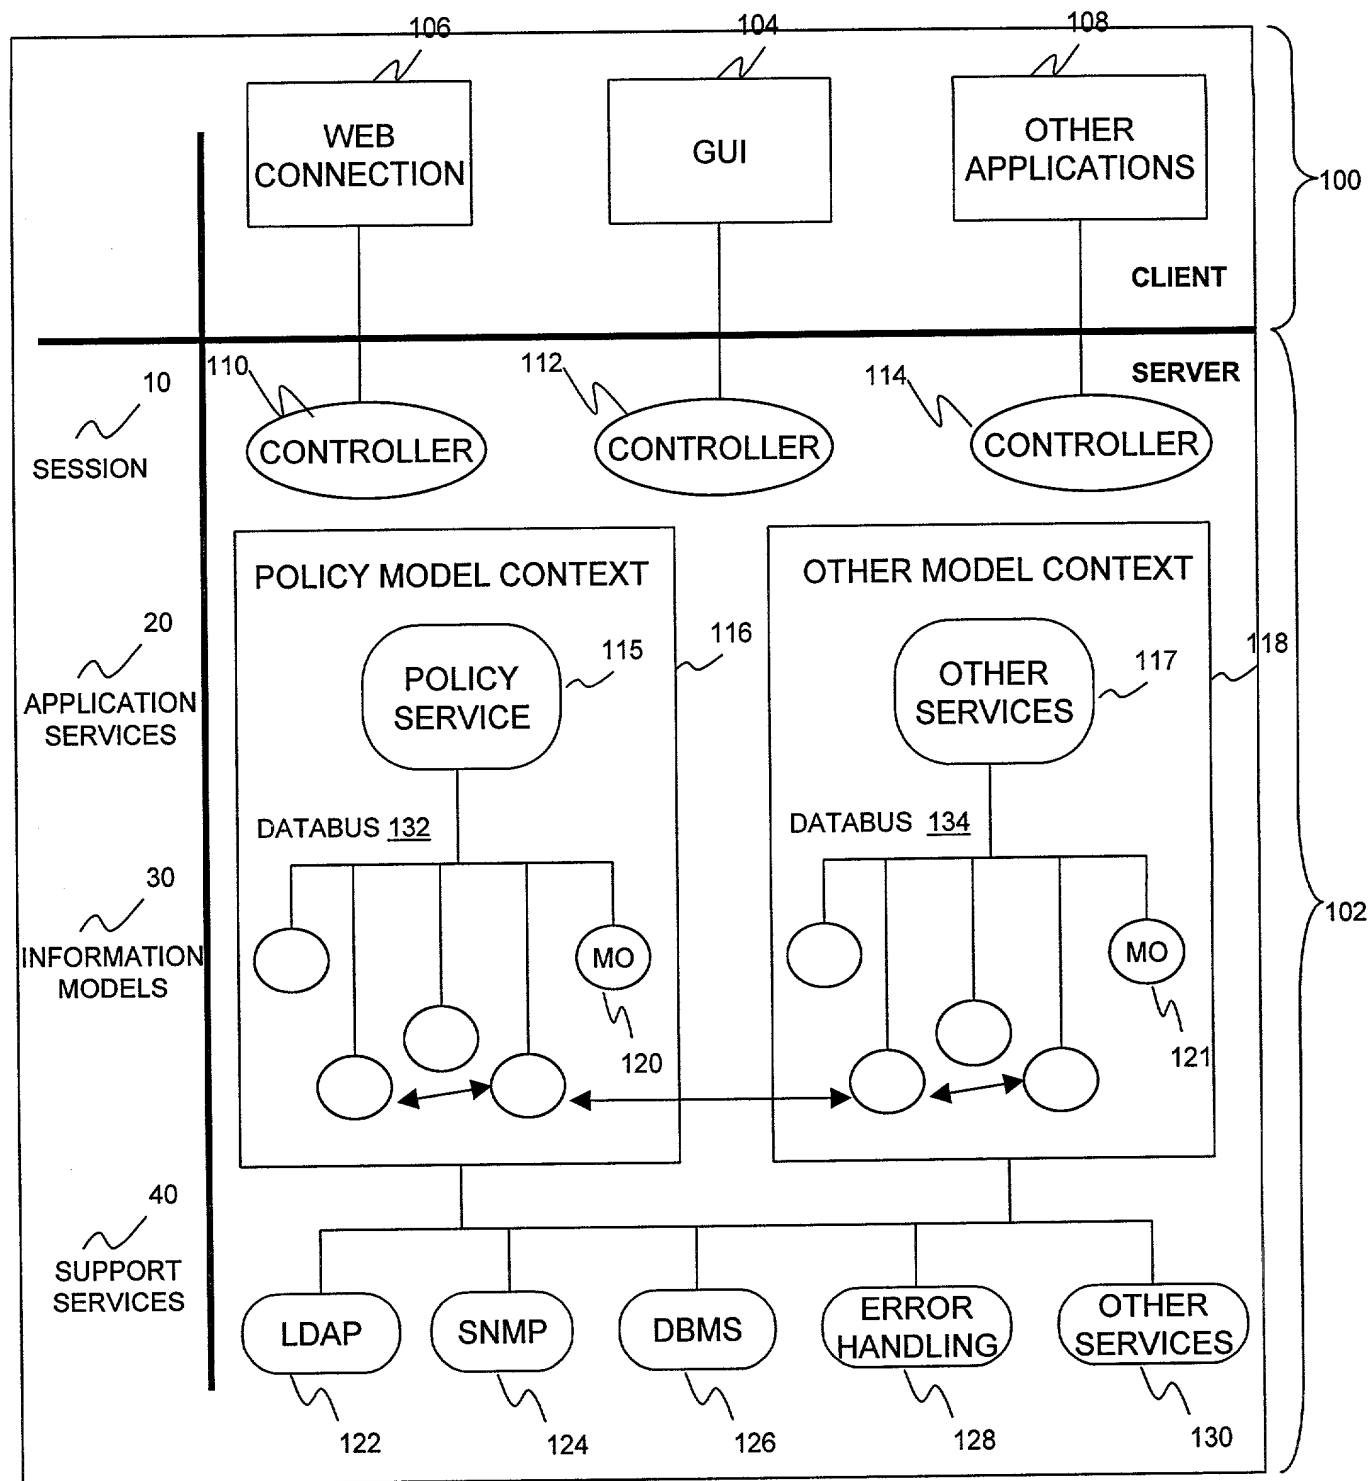 106
104
108
WEB
CONNECTION
GUI
OTHER
APPLICATIONS
100
CLIENT
10
110
112
114
SERVER
SESSION
CONTROLLER
CONTROLLER
CONTROLLER
POLICY MODEL CONTEXT
OTHER MODEL CONTEXT
20
APPLICATION
SERVICES
POLICY
SERVICE
115
116
OTHER
SERVICES
117
118
DATABUS 132
DATABUS 134
30
INFORMATION
MODELS
MO
120
MO
121
102
40
SUPPORT
SERVICES
LDAP
SNMP
DBMS
ERROR
HANDLING
OTHER
SERVICES
122
124
126
128
130